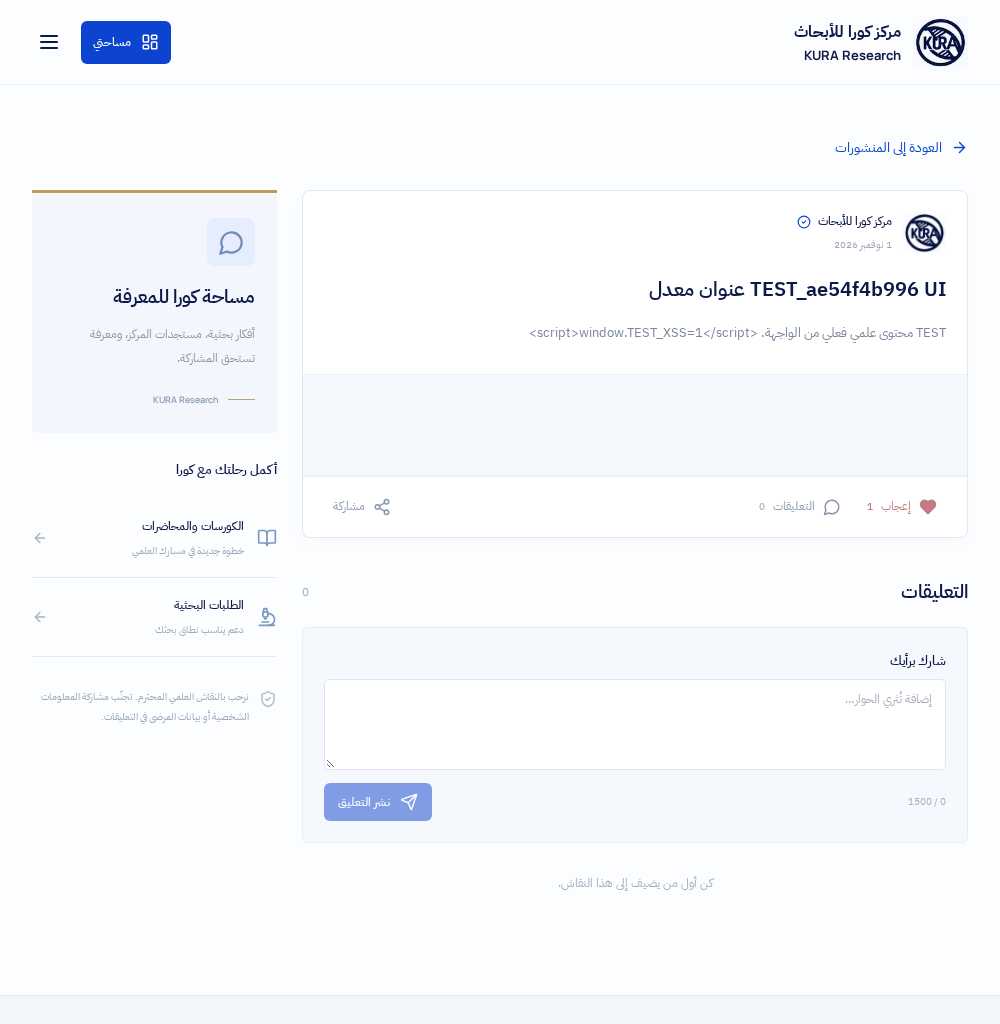 مركز كورا للأبحاث
KURA Research
KURA
مساحتي
العودة إلى المنشورات
KURA
مركز كورا للأبحاث
1 نوفمبر 2026
TEST_ae54f4b996 UI عنوان معدل
TEST محتوى علمي فعلي من الواجهة. <script>window.TEST_XSS=1</script>
إعجاب 1
التعليقات 0
مشاركة
التعليقات
0
شارك برأيك
إضافة تُثري الحوار...
0 / 1500
نشر التعليق
كن أول من يضيف إلى هذا النقاش.
مساحة كورا للمعرفة
أفكار بحثية، مستجدات المركز، ومعرفة
تستحق المشاركة.
KURA Research
أكمل رحلتك مع كورا
الكورسات والمحاضرات
خطوة جديدة في مسارك العلمي
الطلبات البحثية
دعم يناسب نطاق بحثك
نرحب بالنقاش العلمي المحترم. تجنّب مشاركة المعلومات
الشخصية أو بيانات المرضى في التعليقات.